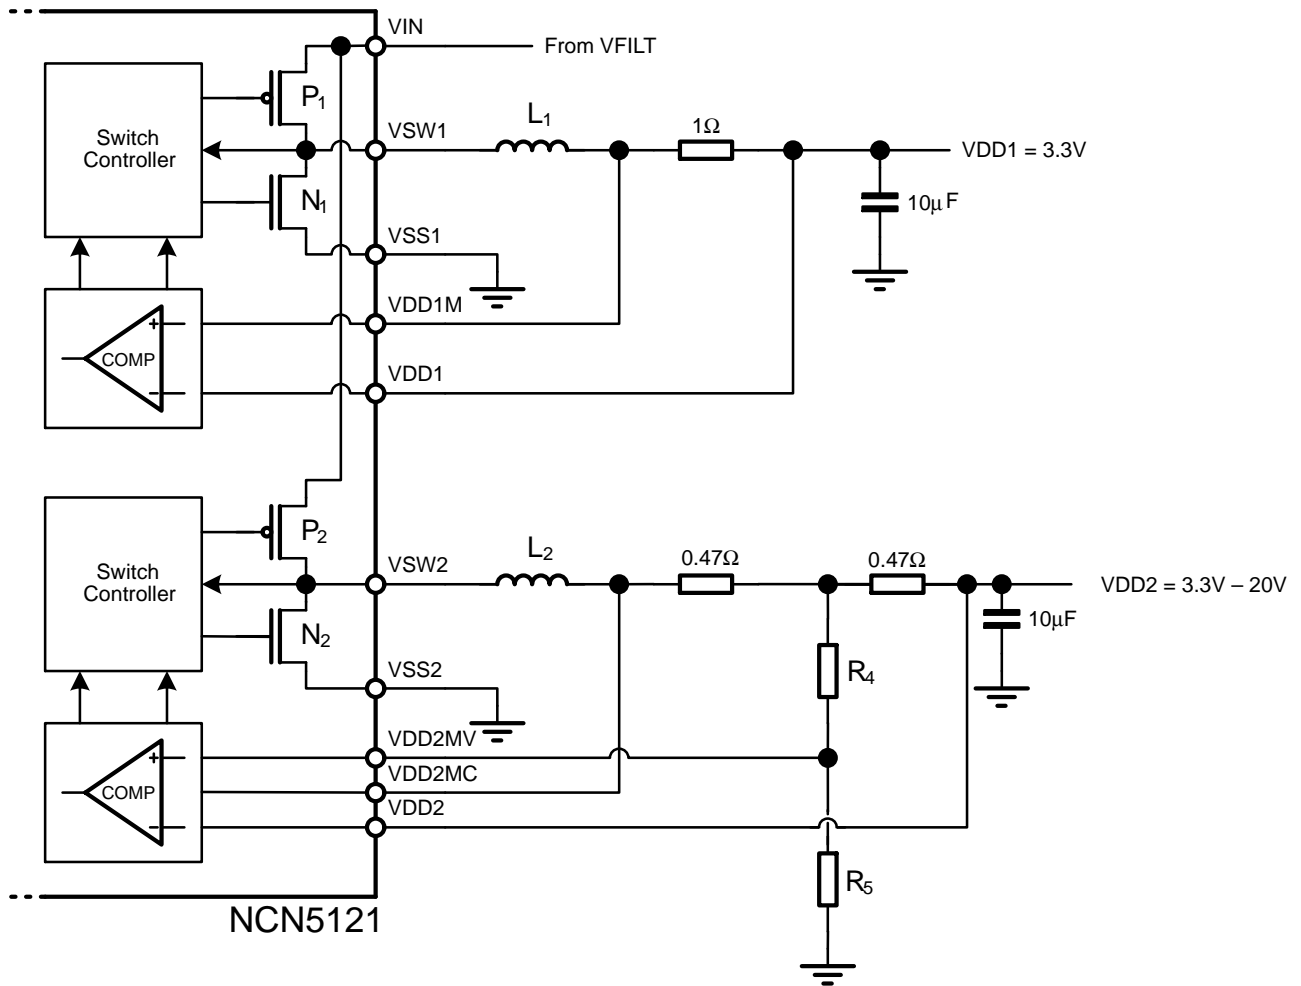 VIN
From VFILT
P1
Switch
Controller
VSW1
L1
1Ω
VDD1 = 3.3V
N1
10μF
VSS1
VDD1M
+
COMP
−
VDD1
P2
Switch
Controller
VSW2
L2
0.47Ω
0.47Ω
VDD2 = 3.3V – 20V
N2
10μF
VSS2
R4
VDD2MV
+
VDD2MC
COMP
VDD2
−
R5
NCN5121